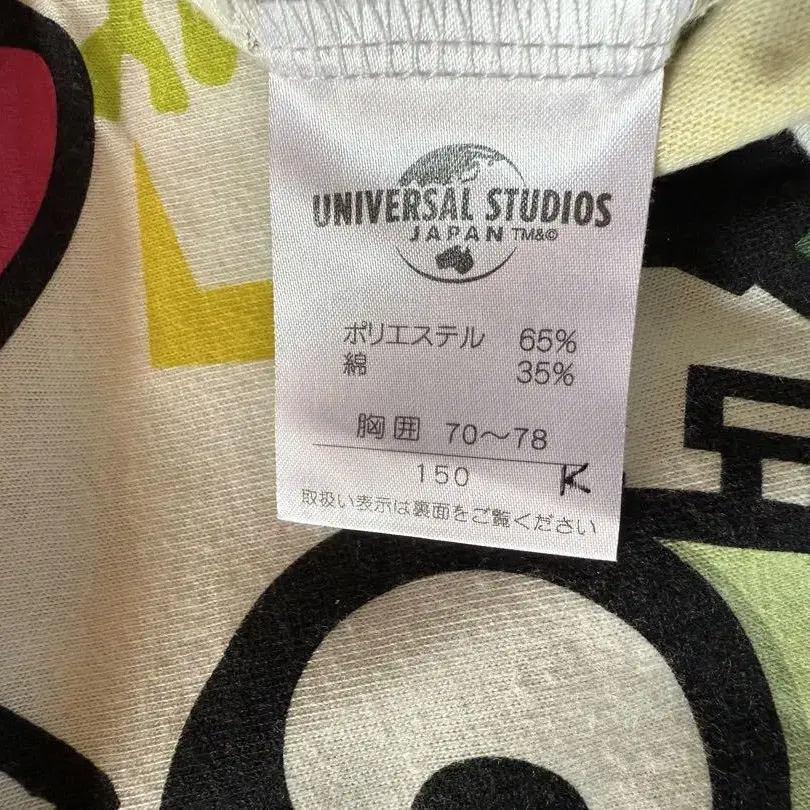 UNIVERSAL STUDIOS
JAPAN TM&©
ポリエステル 65%
綿 35%
胸囲 70〜78
150 K
取扱い表示は裏面をご覧ください